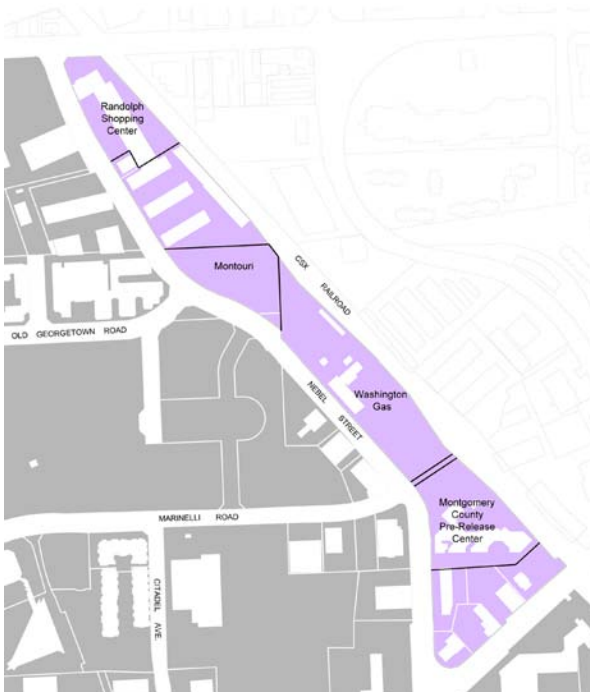 Randolph
Shopping
Center
Montouri
CSX RAILROAD
OLD GEORGETOWN ROAD
NEBEL STREET
Washington
Gas
Montgomery
County
Pre-Release
Center
MARINELLI ROAD
CITADEL AVE.